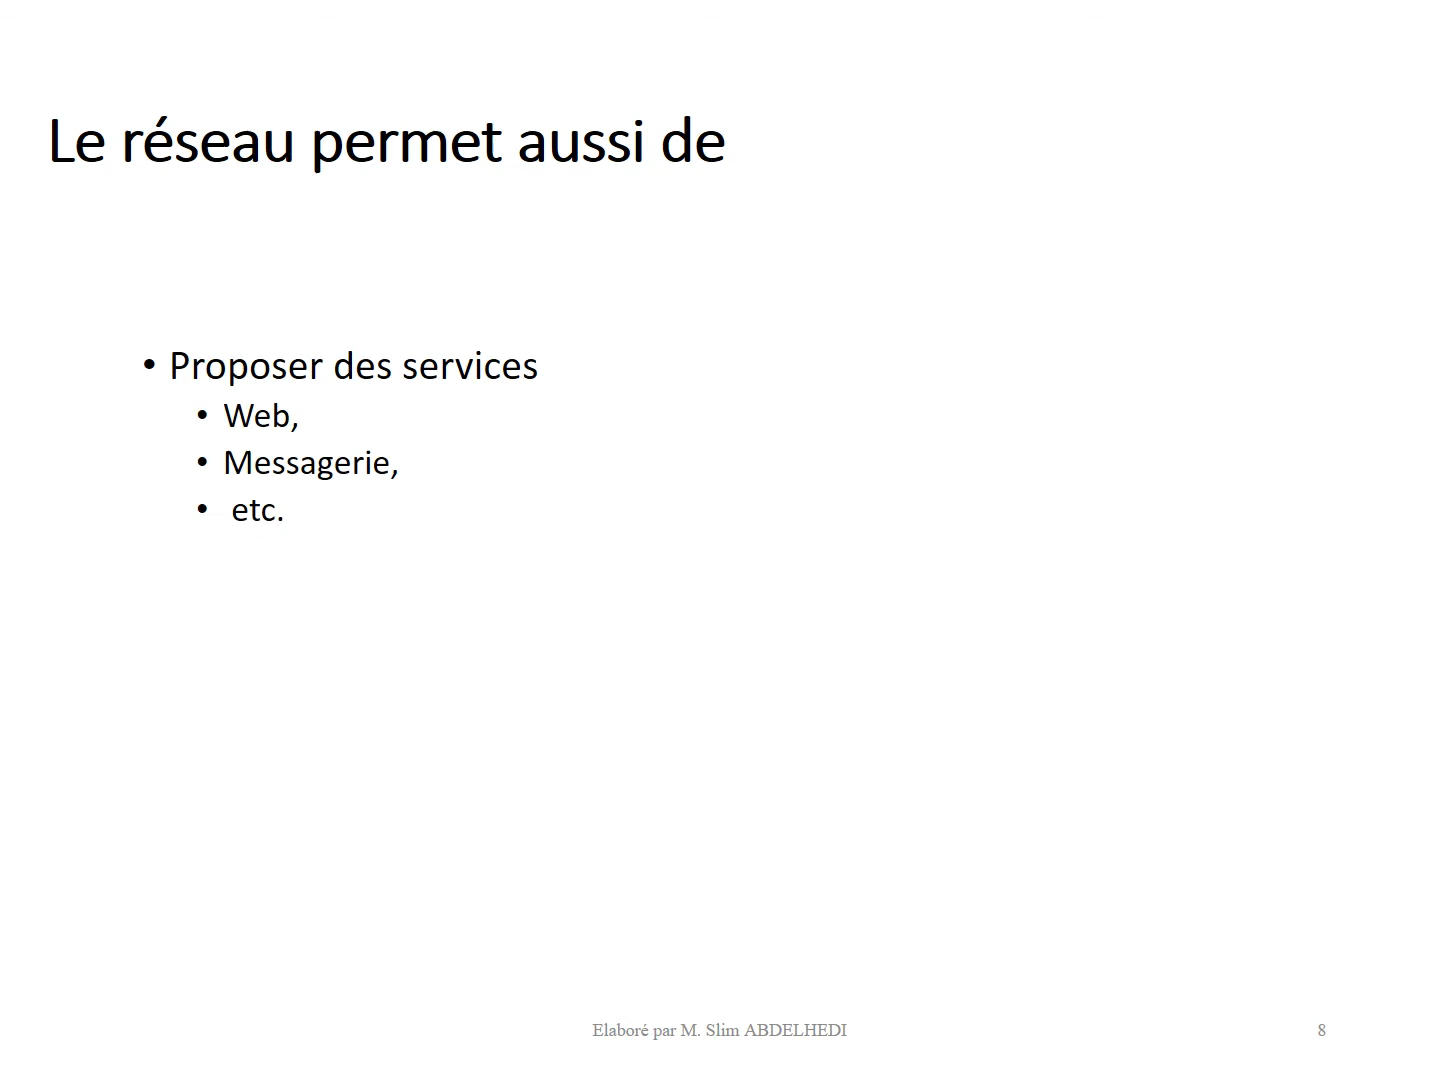 Le réseau permet aussi de
• Proposer des services
• Web,
• Messagerie,
• etc.
Elaboré par M. Slim ABDELHEDI
8